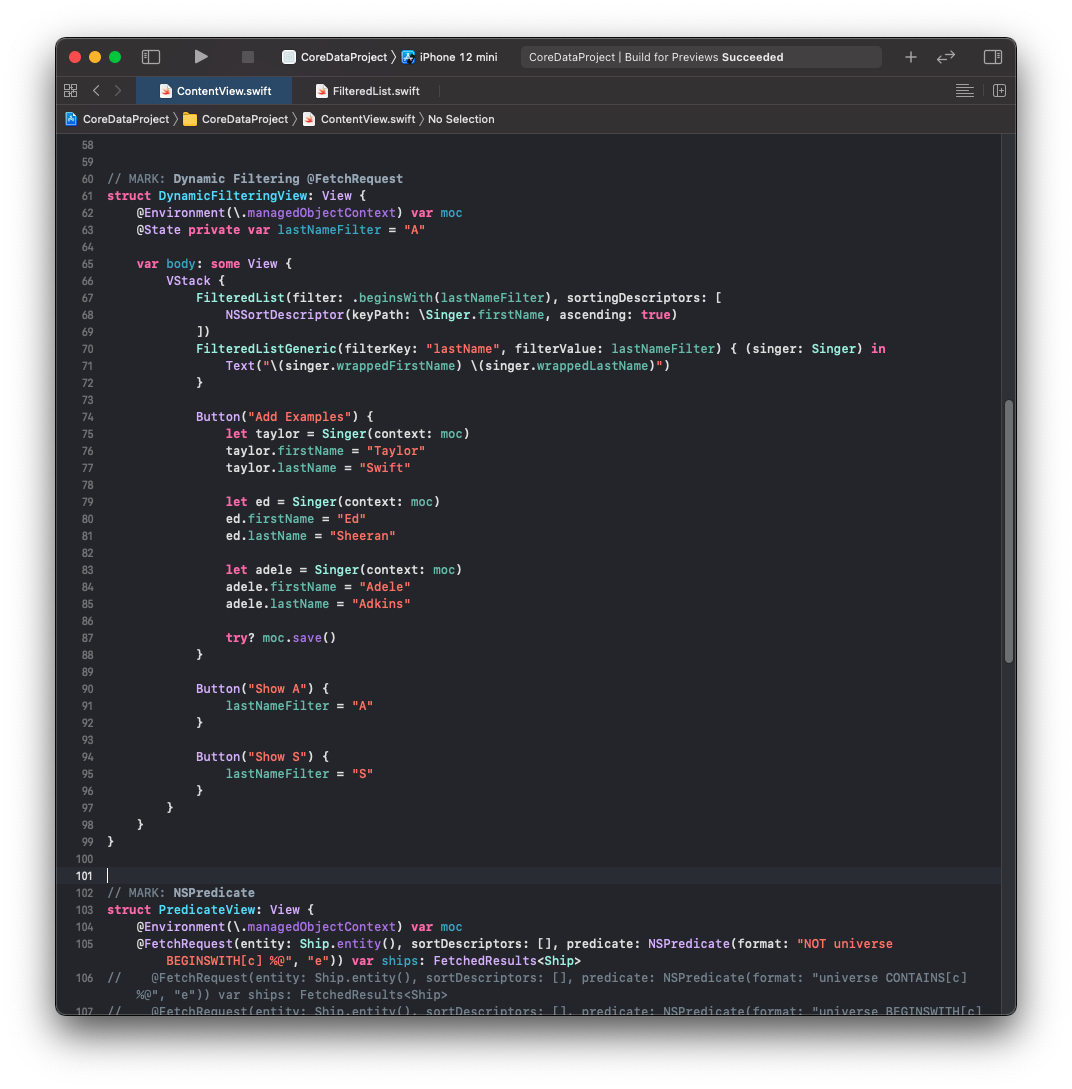 CoreDataProject iPhone 12 mini CoreDataProject | Build for Previews Succeeded
ContentView.swift FilteredList.swift
CoreDataProject CoreDataProject ContentView.swift No Selection
58
59
60 // MARK: Dynamic Filtering @FetchRequest
61 struct DynamicFilteringView: View {
62 @Environment(\.managedObjectContext) var moc
63 @State private var lastNameFilter = "A"
64
65 var body: some View {
66 VStack {
67 FilteredList(filter: .beginsWith(lastNameFilter), sortingDescriptors: [
68 NSSortDescriptor(keyPath: \Singer.firstName, ascending: true)
69 ])
70 FilteredListGeneric(filterKey: "lastName", filterValue: lastNameFilter) { (singer: Singer) in
71 Text("\(singer.wrappedFirstName) \(singer.wrappedLastName)")
72 }
73
74 Button("Add Examples") {
75 let taylor = Singer(context: moc)
76 taylor.firstName = "Taylor"
77 taylor.lastName = "Swift"
78
79 let ed = Singer(context: moc)
80 ed.firstName = "Ed"
81 ed.lastName = "Sheeran"
82
83 let adele = Singer(context: moc)
84 adele.firstName = "Adele"
85 adele.lastName = "Adkins"
86
87 try? moc.save()
88 }
89
90 Button("Show A") {
91 lastNameFilter = "A"
92 }
93
94 Button("Show S") {
95 lastNameFilter = "S"
96 }
97 }
98 }
99 }
100
101
102 // MARK: NSPredicate
103 struct PredicateView: View {
104 @Environment(\.managedObjectContext) var moc
105 @FetchRequest(entity: Ship.entity(), sortDescriptors: [], predicate: NSPredicate(format: "NOT universe
BEGINSWITH[c] %@", "e")) var ships: FetchedResults<Ship>
106 // @FetchRequest(entity: Ship.entity(), sortDescriptors: [], predicate: NSPredicate(format: "universe CONTAINS[c]
%@", "e")) var ships: FetchedResults<Ship>
107 // @FetchRequest(entity: Ship.entity(), sortDescriptors: [], predicate: NSPredicate(format: "universe BEGINSWITH[c]